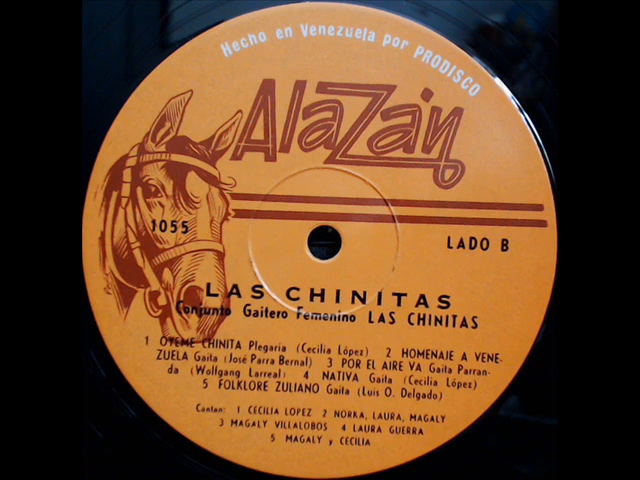 Hecho en Venezuela por PRODISCO
AlaZán
1055
LADO B
LAS CHINITAS
Conjunto Gaitero Femenino LAS CHINITAS
1 OYEME CHINITA Plegaria (Cecilia López) 2 HOMENAJE A VENE-
ZUELA Gaita (José Parra Bernal) 3 POR EL AIRE VA Gaita Parran-
da (Wolfgang Larreal) 4 NATIVA Gaita (Cecilia López)
5 FOLKLORE ZULIANO Gaita (Luis O. Delgado)
Cantan: 1 CECILIA LOPEZ 2 NORKA, LAURA, MAGALY
3 MAGALY VILLALOBOS 4 LAURA GUERRA
5 MAGALY y CECILIA